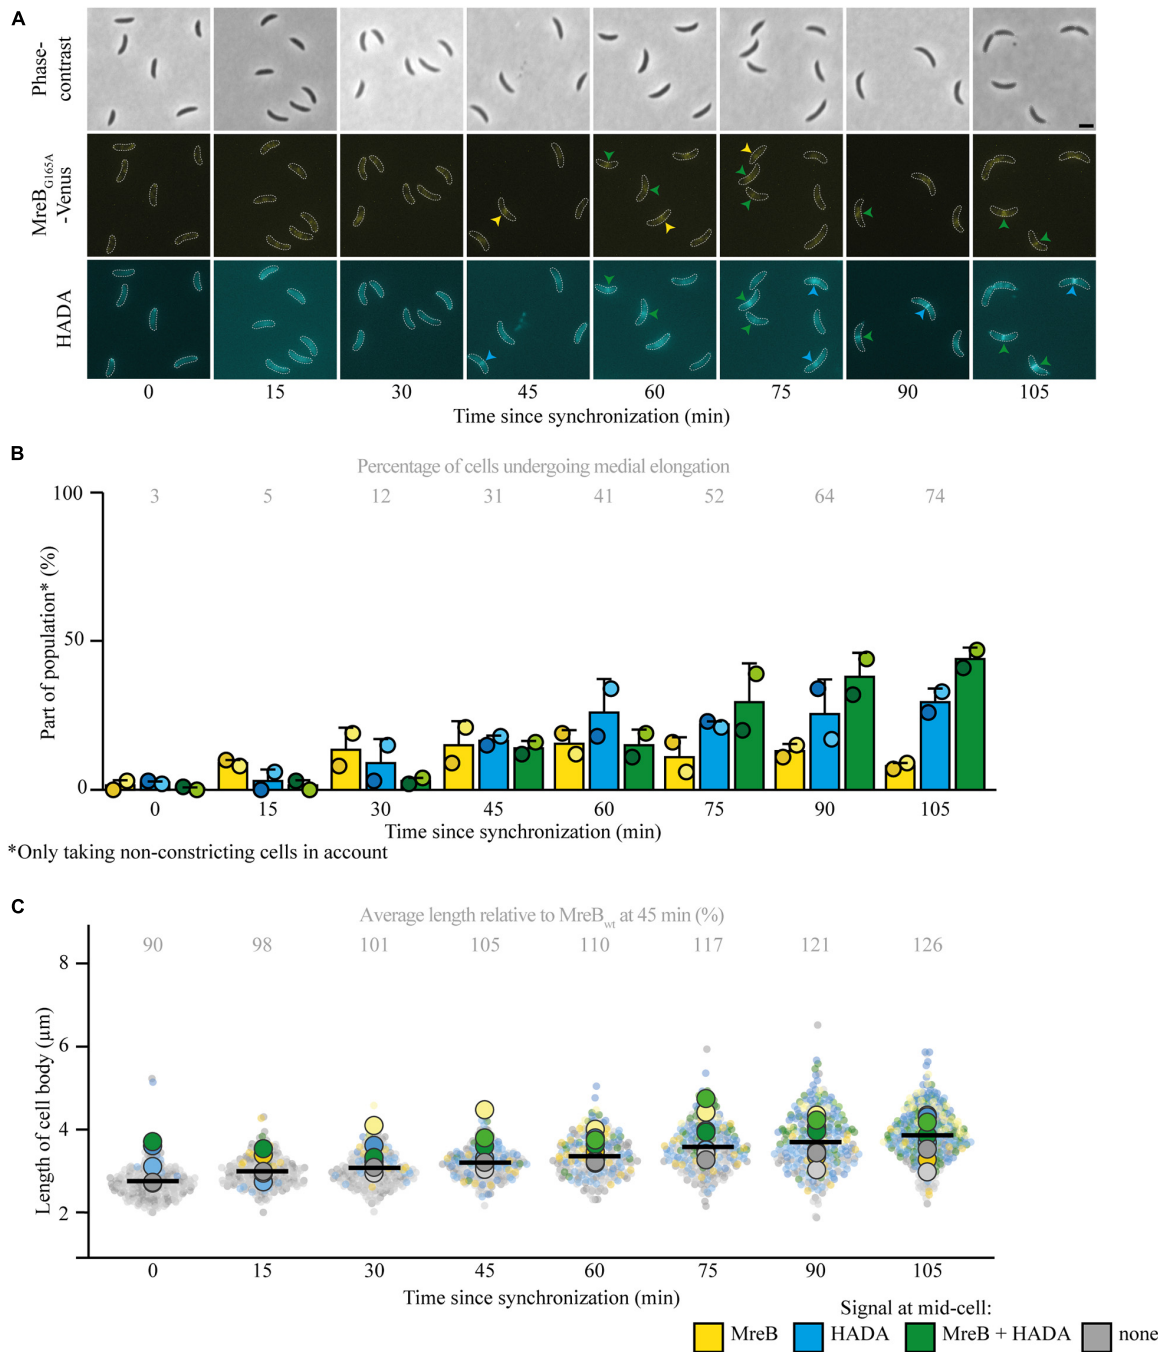 A
Phase-
contrast
MreB G165A
-Venus
HADA
0 15 30 45 60 75 90 105
Time since synchronization (min)
B
Percentage of cells undergoing medial elongation
3 5 12 31 41 52 64 74
Part of population* (%)
100
50
0
0 15 30 45 60 75 90 105
Time since synchronization (min)
*Only taking non-constricting cells in account
C
Average length relative to MreBwt at 45 min (%)
90 98 101 105 110 117 121 126
Length of cell body (µm)
8
6
4
2
0 15 30 45 60 75 90 105
Time since synchronization (min)
Signal at mid-cell:
MreB HADA MreB + HADA none